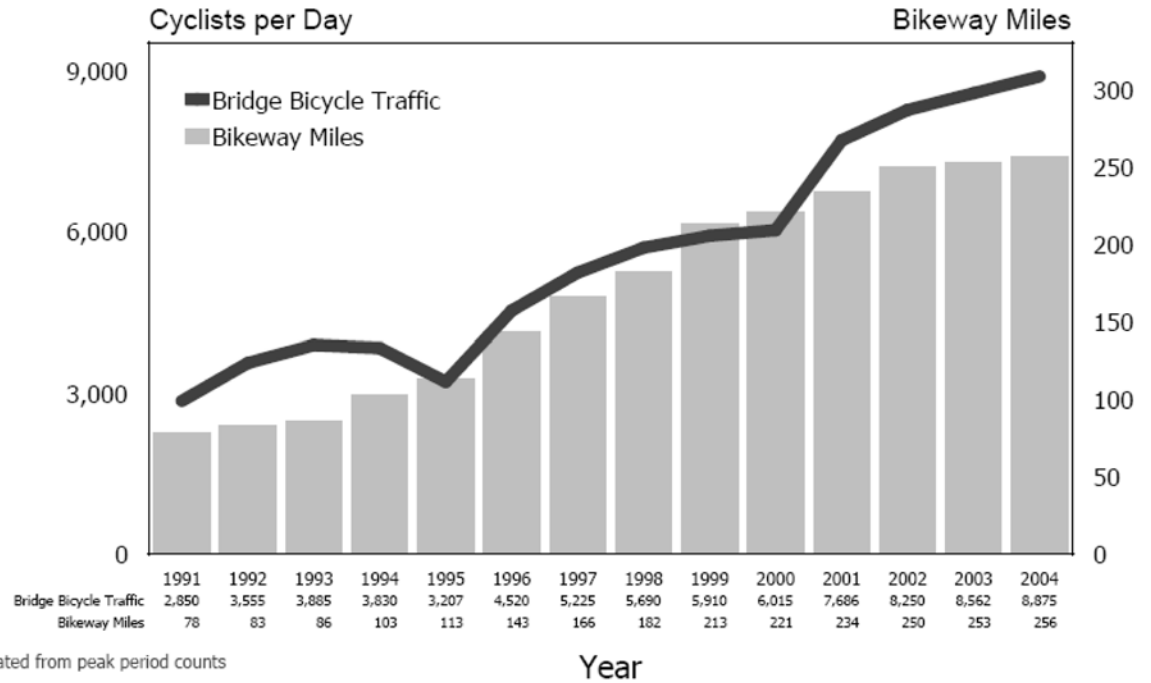 Cyclists per Day Bikeway Miles
9,000
300
Bridge Bicycle Traffic
Bikeway Miles
250
6,000
200
150
3,000
100
50
0 0
1991 1992 1993 1994 1995 1996 1997 1998 1999 2000 2001 2002 2003 2004
Bridge Bicycle Traffic 2,850 3,555 3,885 3,830 3,207 4,520 5,225 5,690 5,910 6,015 7,686 8,250 8,562 8,875
Bikeway Miles 78 83 86 103 113 143 166 182 213 221 234 250 253 256
from peak period counts
Year